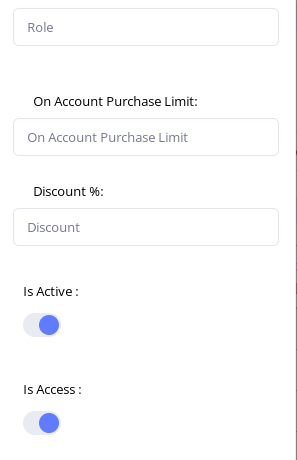 Role
On Account Purchase Limit:
On Account Purchase Limit
Discount %:
Discount
Is Active :
Is Access :